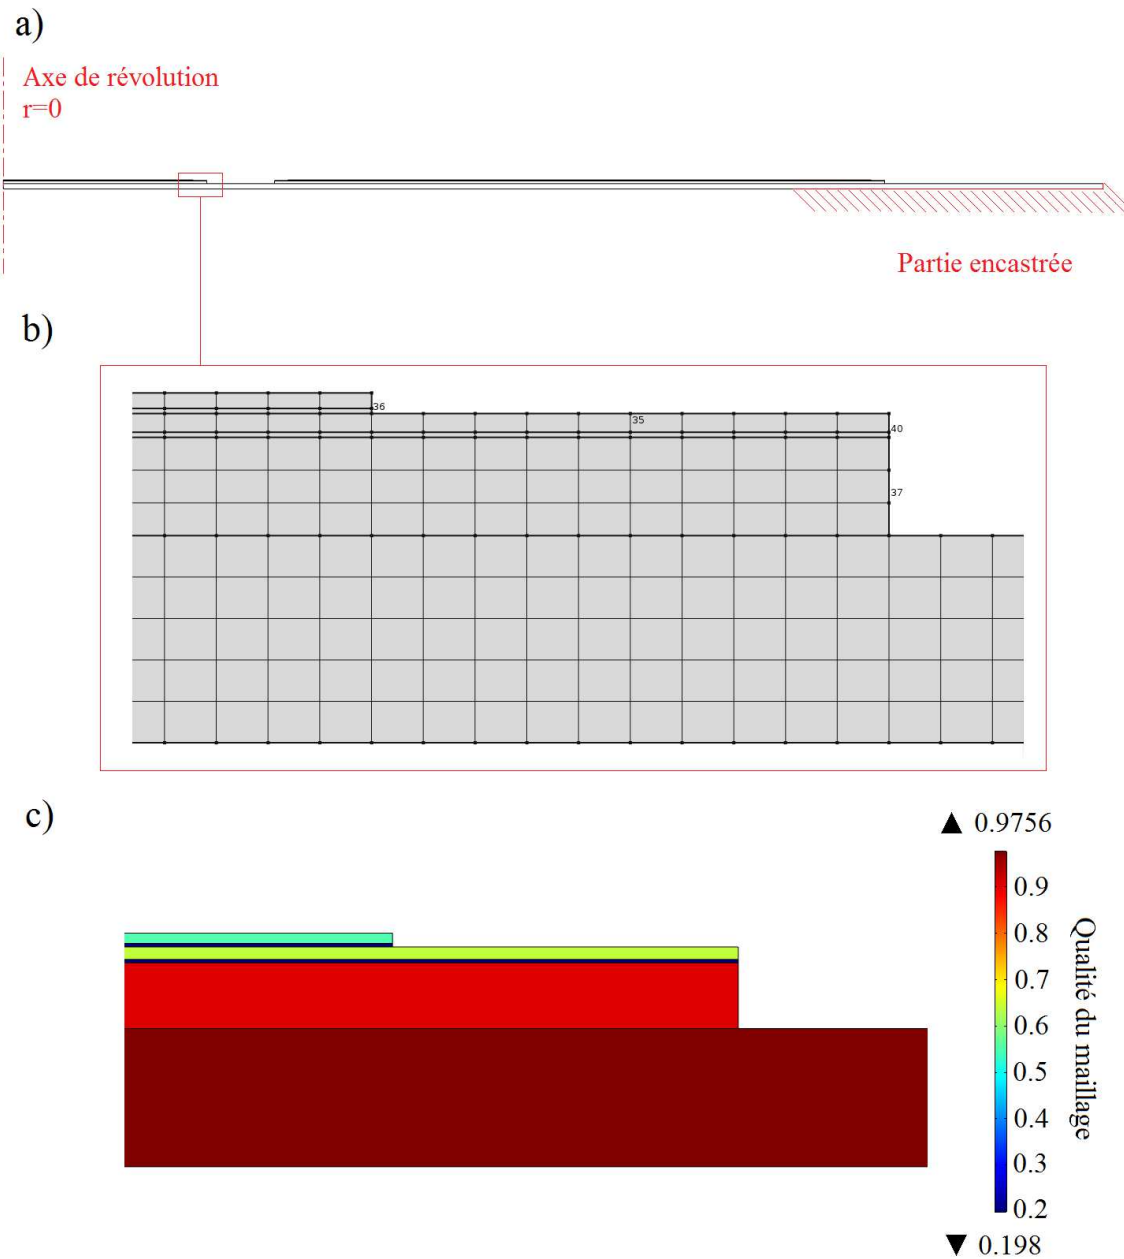 a)
Axe de révolution
r=0
Partie encastrée
b)
36
35
40
37
c)
▲ 0.9756
0.9
0.8
0.7
0.6
0.5
0.4
0.3
0.2
▼ 0.198
Qualité du maillage